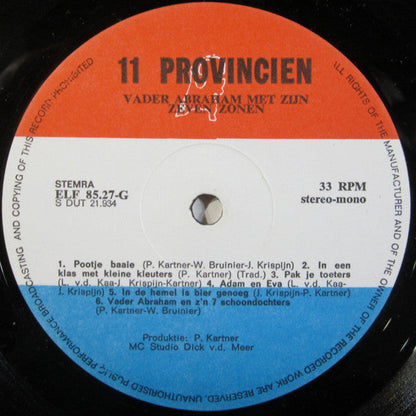 11 PROVINCIEN
VADER ABRAHAM MET ZIJN
ZEVEN ZONEN
STEMRA
ELF 85.27-G
S DUT 21.934
33 RPM
stereo-mono
1. Pootje baaie (P. Kartner-W. Bruinier-J. Krispijn) 2. In een
klas met kleine kleuters (P. Kartner) (Trad.) 3. Pak je toeters
(L. v.d. Kaa-J. Krispijn-Kartner) 4. Adam en Eva (L. v.d. Kaa-
J. Krispijn) 5. In de hemel is bier genoeg (J. Krispijn-P. Kartner)
6. Vader Abraham en z'n 7 schoondochters
(P. Kartner-W. Bruinier)
Produktie: P. Kartner
MC Studio Dick v.d. Meer
ALL RIGHTS OF THE MANUFACTURER AND OF THE OWNER OF THE RECORDED WORK ARE RESERVED. UNAUTHORISED PUBLIC PERFORMANCE BROADCASTING AND COPYING OF THIS RECORD PROHIBITED